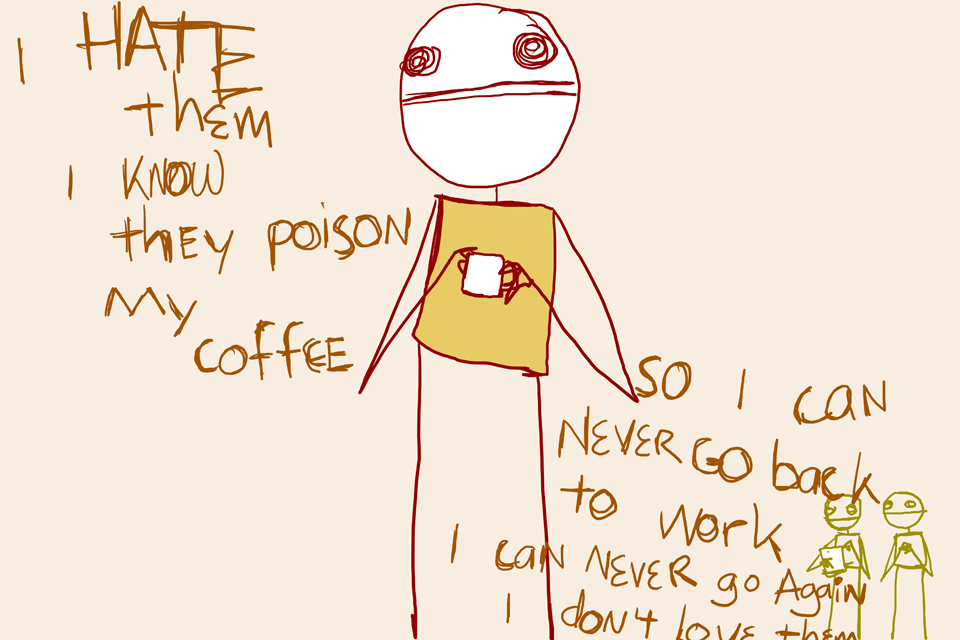 I HATE
them
I KNOW
they POISON
My
coffEE
SO I CAN
NEVER GO back
to work
I can NEVER go Again
I don't love them